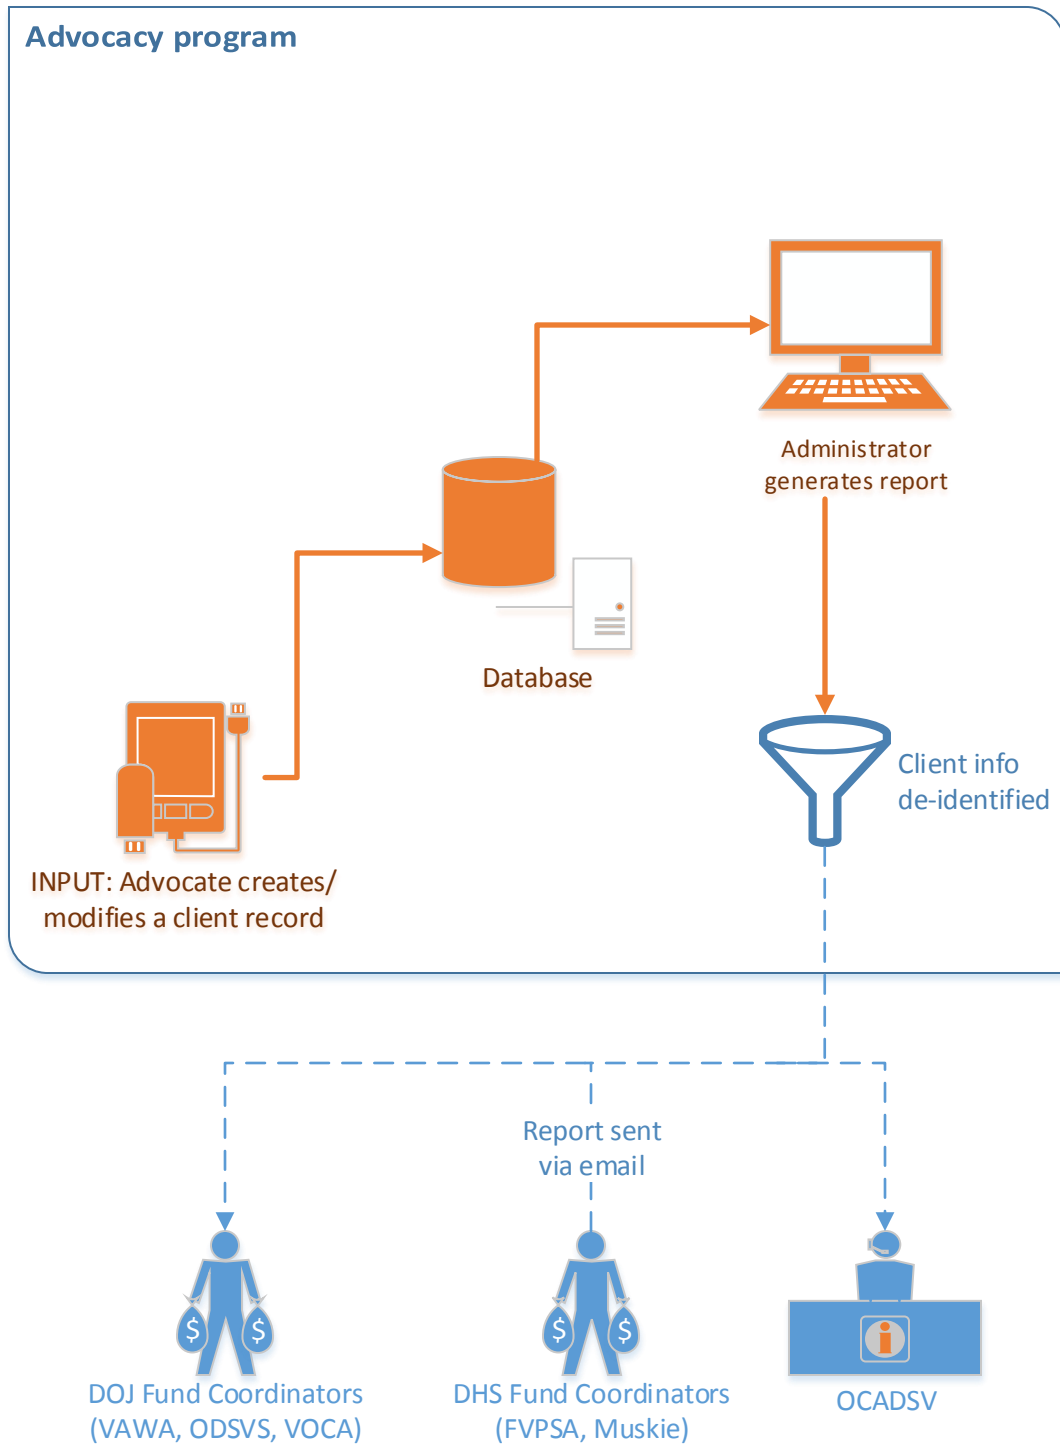 Advocacy program
Administrator
generates report
Database
Client info
de-identified
INPUT: Advocate creates/
modifies a client record
Report sent
via email
$ $
$ $
i
DOJ Fund Coordinators
(VAWA, ODSVS, VOCA)
DHS Fund Coordinators
(FVPSA, Muskie)
OCADSV